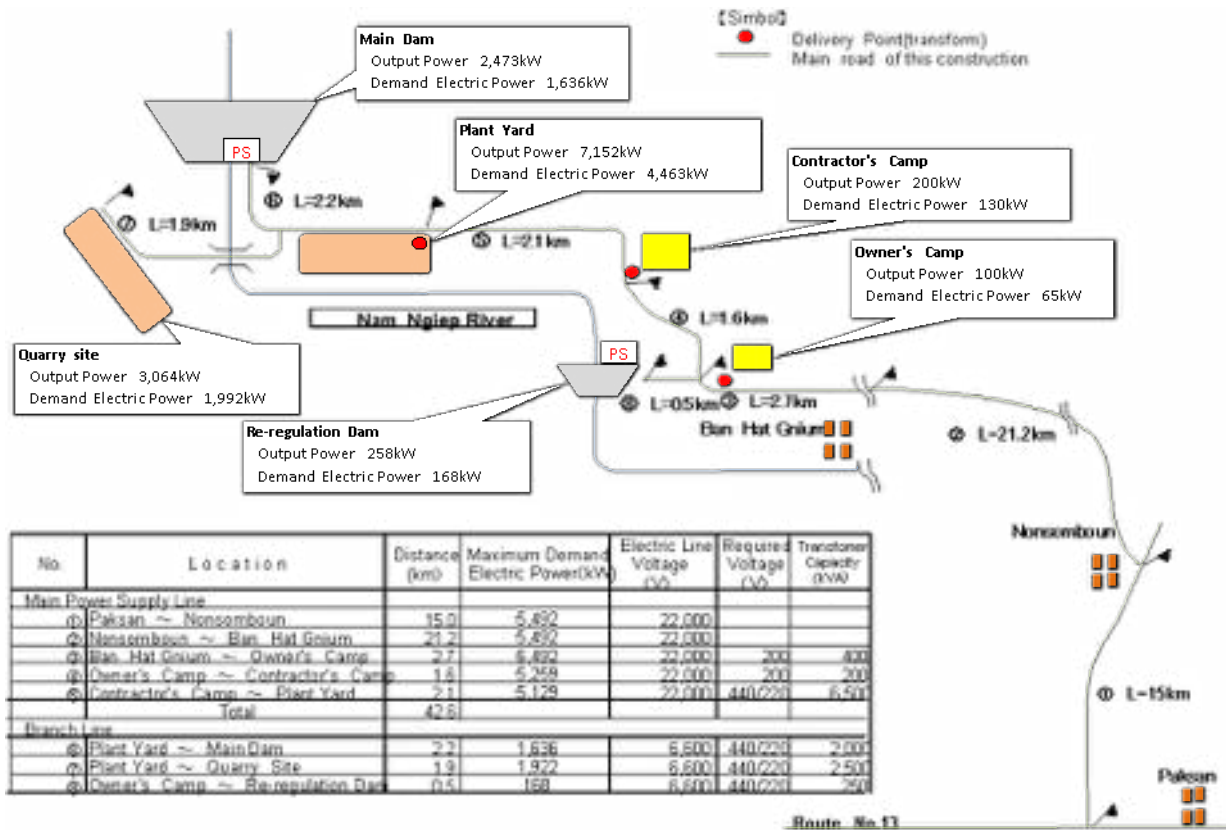 【Simbol】
Delivery Point(transform)
Main road of this construction
Main Dam
Output Power 2,473kW
Demand Electric Power 1,636kW
PS
Plant Yard
Output Power 7,152kW
Demand Electric Power 4,463kW
Contractor's Camp
Output Power 200kW
Demand Electric Power 130kW
⑥ L=2.2km
⑦ L=1.9km
⑤ L=2.1km
Owner's Camp
Output Power 100kW
Demand Electric Power 65kW
Nam Ngiep River
④ L=1.6km
Quarry site
Output Power 3,064kW
Demand Electric Power 1,992kW
PS
⑧ L=0.5km
③ L=2.7km
Re-regulation Dam
Output Power 258kW
Demand Electric Power 168kW
Ban Hat Gnium
② L=21.2km
Nonsomboun
① L=15km
Paksan
Route No.13
No. Location Distance (km) Maximum Demand Electric Power(kW) Electric Line Voltage (V) Required Voltage (V) Transfomer Capacity (kVA)
Main Power Supply Line
① Paksan ～ Nonsomboun 15.0 5,492 22,000
② Nonsomboun ～ Ban Hat Gnium 21.2 5,492 22,000
③ Ban Hat Gnium ～ Owner's Camp 2.7 5,492 22,000 200 400
④ Owner's Camp ～ Contractor's Camp 1.6 5,259 22,000 200 200
⑤ Contractor's Camp ～ Plant Yard 2.1 5,129 22,000 440/220 6,500
Total 42.6
Branch Line
⑥ Plant Yard ～ Main Dam 2.2 1,636 6,600 440/220 2,000
⑦ Plant Yard ～ Quarry Site 1.9 1,922 6,600 440/220 2,500
⑧ Owner's Camp ～ Re-regulation Dam 0.5 168 6,600 440/220 250